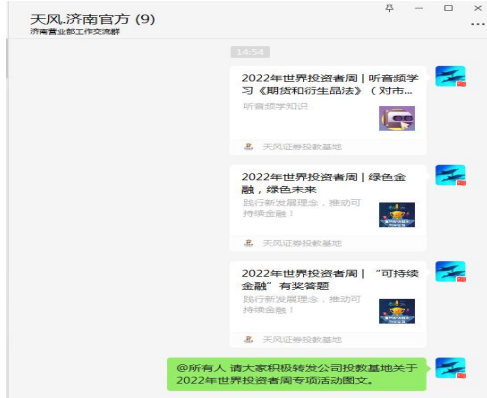 天风.济南官方 (9)
济南营业部工作交流群
14:54
2022年世界投资者周 | 听音频学
习《期货和衍生品法》（对市...
听音频学知识
天风证券投教基地
2022年世界投资者周 | 绿色金
融，绿色未来
践行新发展理念，推动可
持续金融！
天风证券投教基地
2022年世界投资者周 | “可持续
金融”有奖答题
践行新发展理念，推动可
持续金融！
天风证券投教基地
@所有人 请大家积极转发公司投教基地关于
2022年世界投资者周专项活动图文。